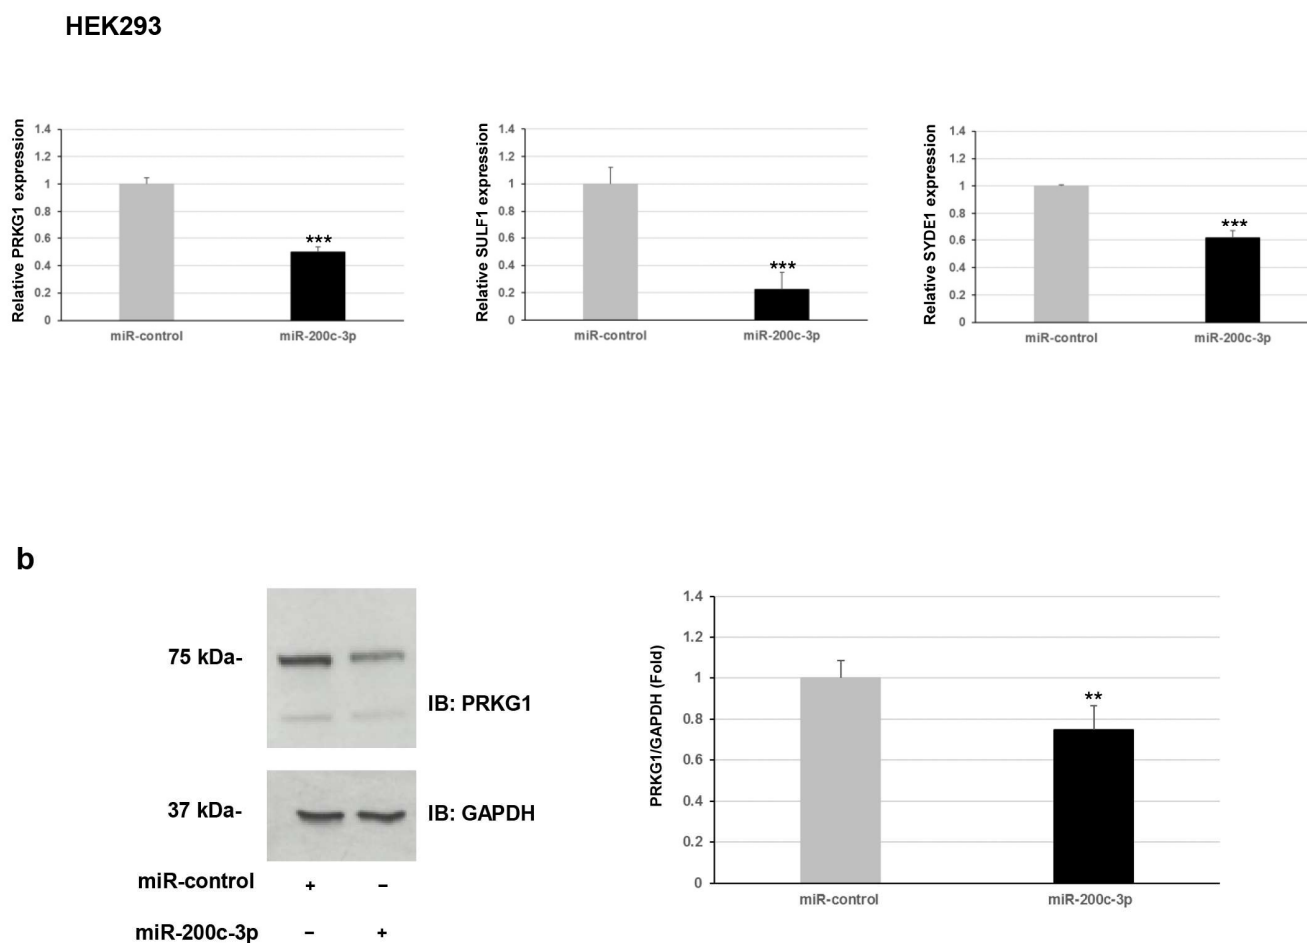 HEK293
Relative PRKG1 expression
1.4
1.2
1
0.8
0.6
0.4
0.2
0
***
miR-control
miR-200c-3p
Relative SULF1 expression
1.4
1.2
1
0.8
0.6
0.4
0.2
0
***
miR-control
miR-200c-3p
Relative SYDE1 expression
1.4
1.2
1
0.8
0.6
0.4
0.2
0
***
miR-control
miR-200c-3p
b
75 kDa-
IB: PRKG1
37 kDa-
IB: GAPDH
miR-control + –
miR-200c-3p – +
PRKG1/GAPDH (Fold)
1.4
1.2
1
0.8
0.6
0.4
0.2
0
**
miR-control
miR-200c-3p